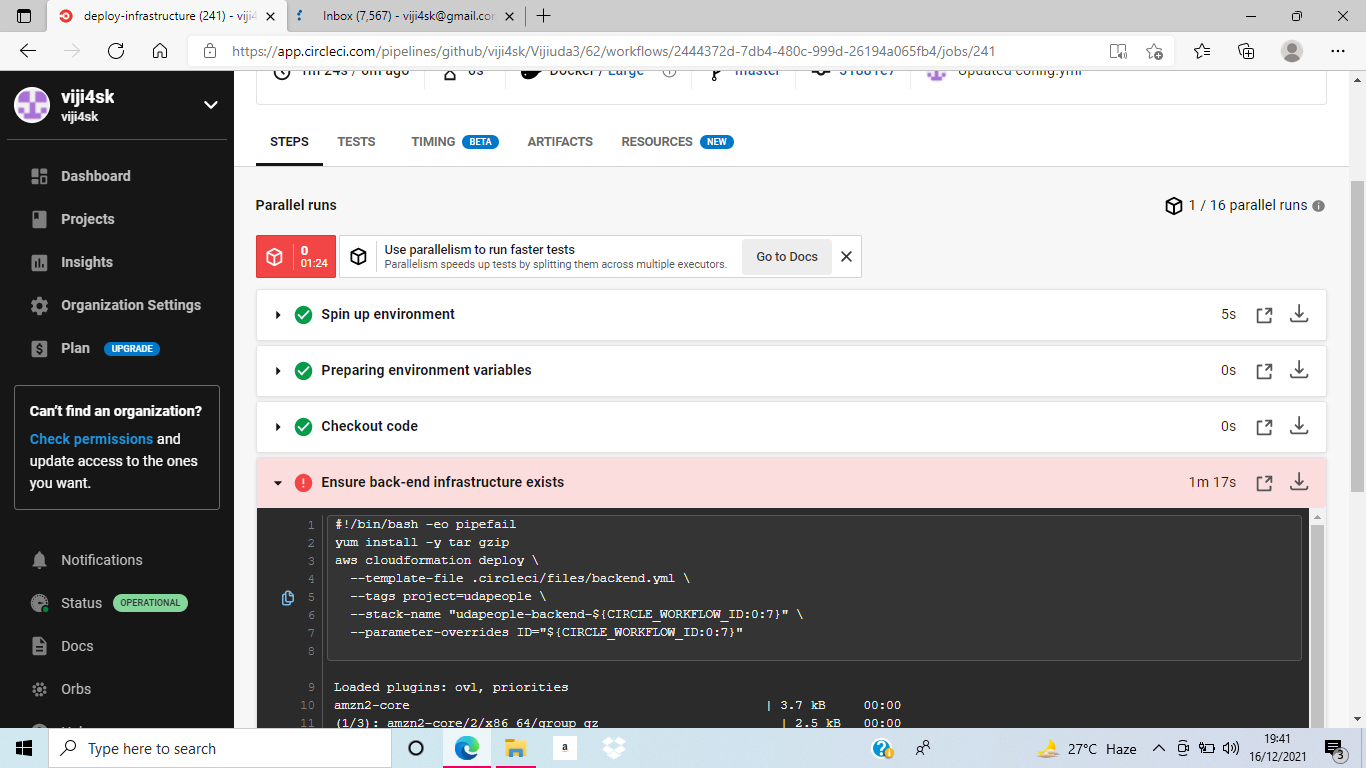 deploy-infrastructure (241) - viji4
Inbox (7,567) - viji4sk@gmail.cor
https://app.circleci.com/pipelines/github/viji4sk/Vijiuda3/62/workflows/2444372d-7db4-480c-999d-26194a065fb4/jobs/241
viji4sk
viji4sk
Dashboard
Projects
Insights
Organization Settings
Plan UPGRADE
Can't find an organization?
Check permissions and
update access to the ones
you want.
Notifications
Status OPERATIONAL
Docs
Orbs
1m 24s / 6m ago
0s
Docker / Large
master
Updated config.yml
STEPS TESTS TIMING BETA ARTIFACTS RESOURCES NEW
Parallel runs
1 / 16 parallel runs
0
01:24
Use parallelism to run faster tests
Parallelism speeds up tests by splitting them across multiple executors.
Go to Docs
Spin up environment 5s
Preparing environment variables 0s
Checkout code 0s
Ensure back-end infrastructure exists 1m 17s
1 #!/bin/bash -eo pipefail
2 yum install -y tar gzip
3 aws cloudformation deploy \
4 --template-file .circleci/files/backend.yml \
5 --tags project=udapeople \
6 --stack-name "udapeople-backend-${CIRCLE_WORKFLOW_ID:0:7}" \
7 --parameter-overrides ID="${CIRCLE_WORKFLOW_ID:0:7}"
8
9 Loaded plugins: ovl, priorities
10 amzn2-core | 3.7 kB 00:00
11 (1/3): amzn2-core/2/x86_64/group_gz | 2.5 kB 00:00
Type here to search
a
27°C Haze
19:41
16/12/2021
3